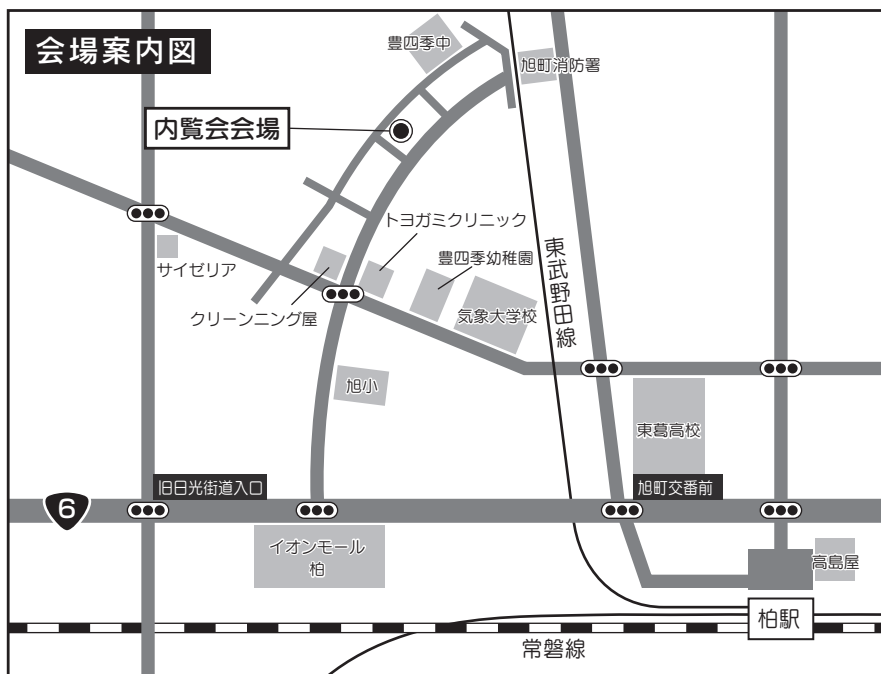 会場案内図
豊四季中
旭町消防署
内覧会会場
トヨガミクリニック
豊四季幼稚園
東武野田線
サイゼリア
クリーンニング屋
気象大学校
旭小
東葛高校
旧日光街道入口
旭町交番前
6
イオンモール
柏
高島屋
柏駅
常磐線